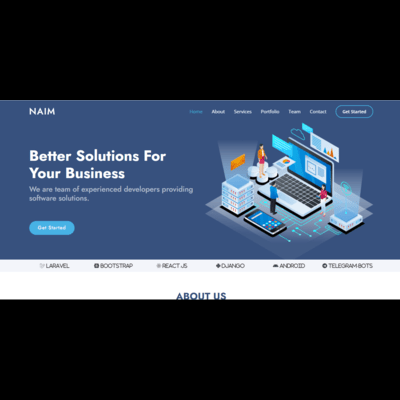 NAIM
Home About Services Portfolio Team Contact Get Started
Better Solutions For
Your Business
We are team of experienced developers providing
software solutions.
Get Started
LARAVEL BOOTSTRAP REACT JS DJANGO ANDROID TELEGRAM BOTS
ABOUT US